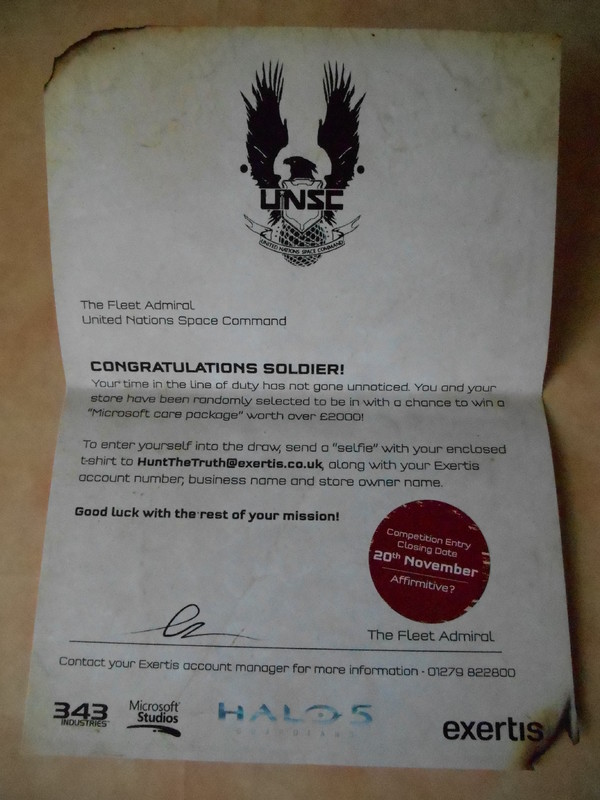 UNSC
UNITED NATIONS SPACE COMMAND
The Fleet Admiral
United Nations Space Command
CONGRATULATIONS SOLDIER!
Your time in the line of duty has not gone unnoticed. You and your
store have been randomly selected to be in with a chance to win a
"Microsoft care package" worth over £2000!
To enter yourself into the draw, send a "selfie" with your enclosed
t-shirt to HuntTheTruth@exertis.co.uk, along with your Exertis
account number, business name and store owner name.
Good luck with the rest of your mission!
Competition Entry
Closing Date
20th November
Affirmitive?
The Fleet Admiral
Contact your Exertis account manager for more information - 01279 822800
343
INDUSTRIES
Microsoft
Studios
HALO 5
GUARDIANS
exertis